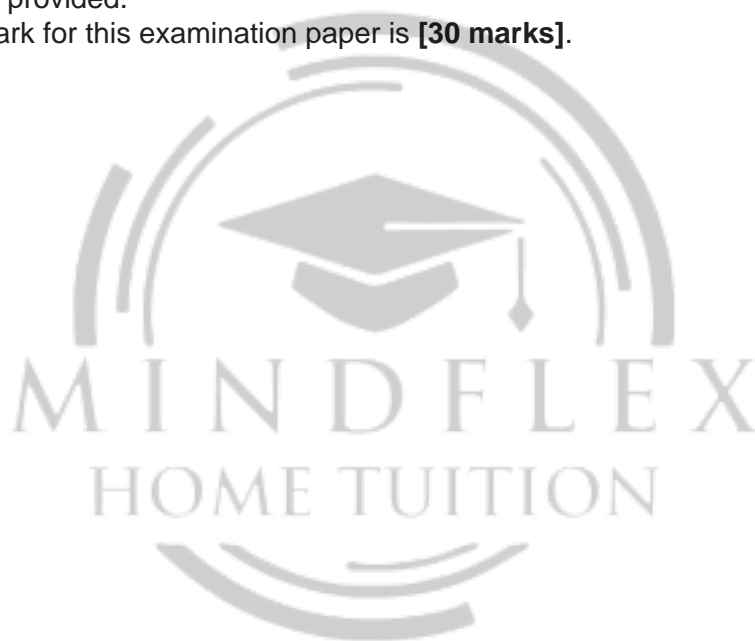 provided.
ark for this examination paper is [30 marks].
MINDFLEX
HOME TUITION